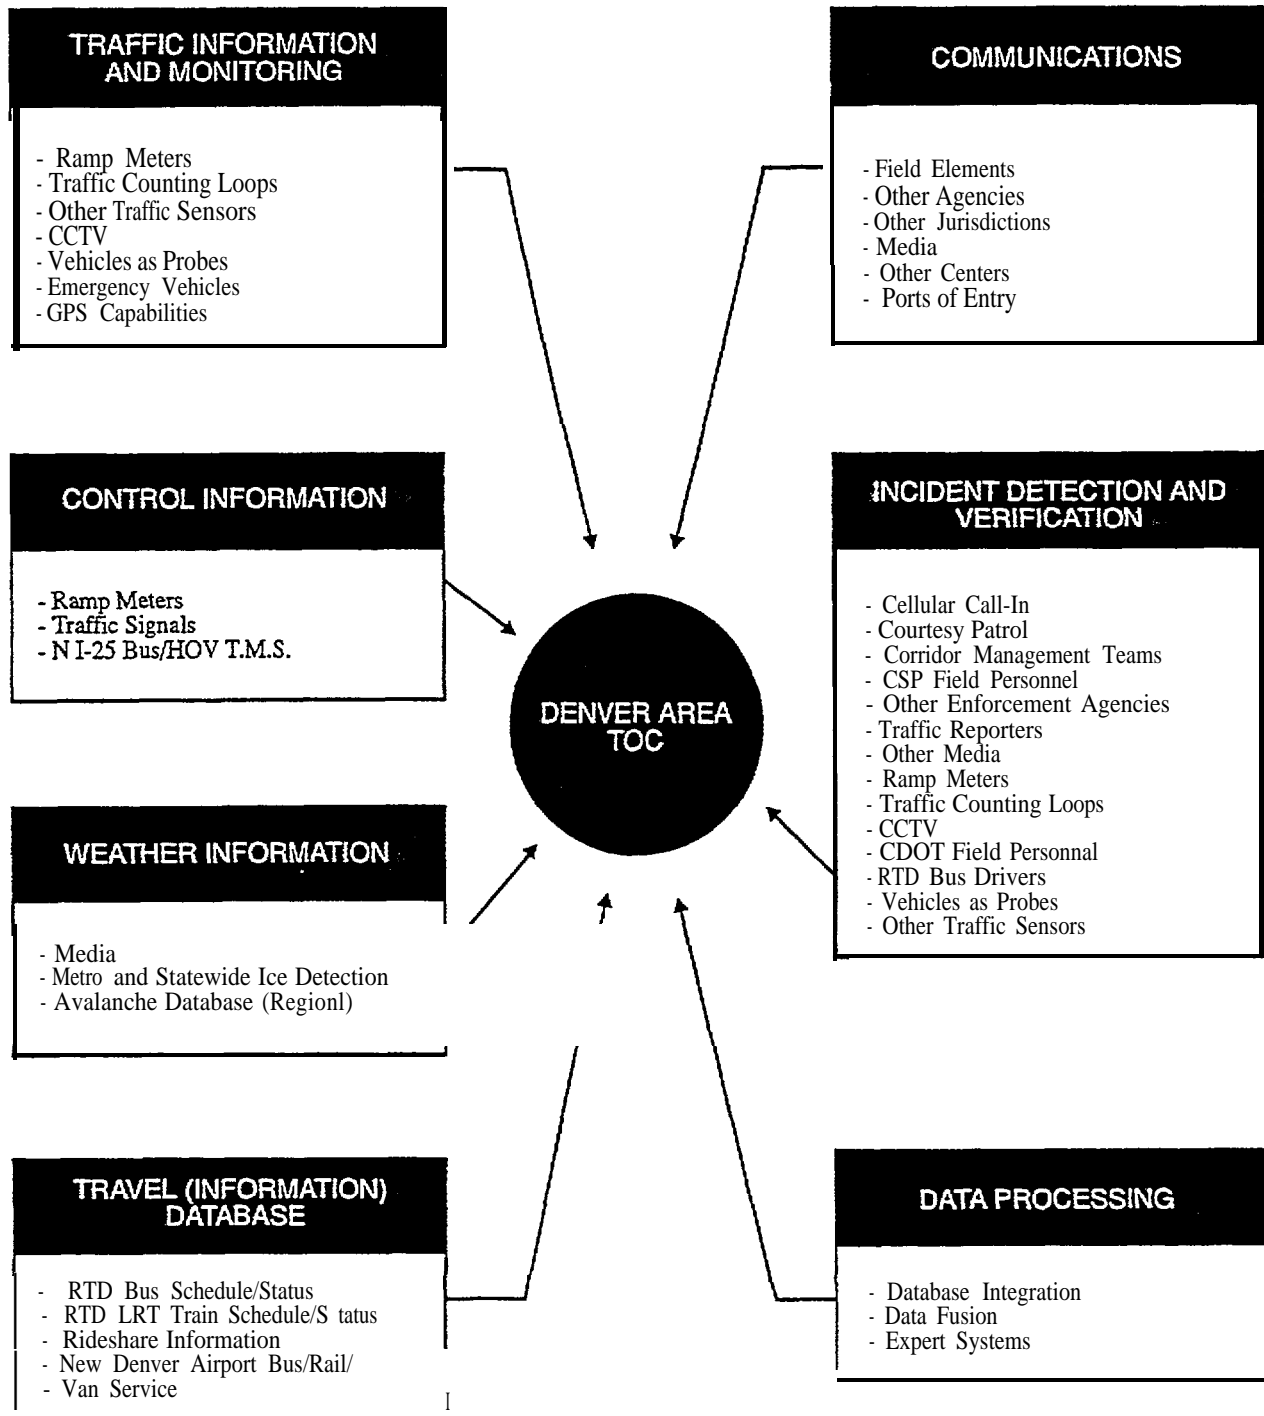 TRAFFIC INFORMATION
AND MONITORING
- Ramp Meters
- Traffic Counting Loops
- Other Traffic Sensors
- CCTV
- Vehicles as Probes
- Emergency Vehicles
- GPS Capabilities
COMMUNICATIONS
- Field Elements
- Other Agencies
- Other Jurisdictions
- Media
- Other Centers
- Ports of Entry
CONTROL INFORMATION
- Ramp Meters
- Traffic Signals
- N I-25 Bus/HOV T.M.S.
INCIDENT DETECTION AND
VERIFICATION
- Cellular Call-In
- Courtesy Patrol
- Corridor Management Teams
- CSP Field Personnel
- Other Enforcement Agencies
- Traffic Reporters
- Other Media
- Ramp Meters
- Traffic Counting Loops
- CCTV
- CDOT Field Personnal
- RTD Bus Drivers
- Vehicles as Probes
- Other Traffic Sensors
DENVER AREA
TOC
WEATHER INFORMATION
- Media
- Metro and Statewide Ice Detection
- Avalanche Database (Regionl)
TRAVEL (INFORMATION)
DATABASE
- RTD Bus Schedule/Status
- RTD LRT Train Schedule/S tatus
- Rideshare Information
- New Denver Airport Bus/Rail/
- Van Service
DATA PROCESSING
- Database Integration
- Data Fusion
- Expert Systems